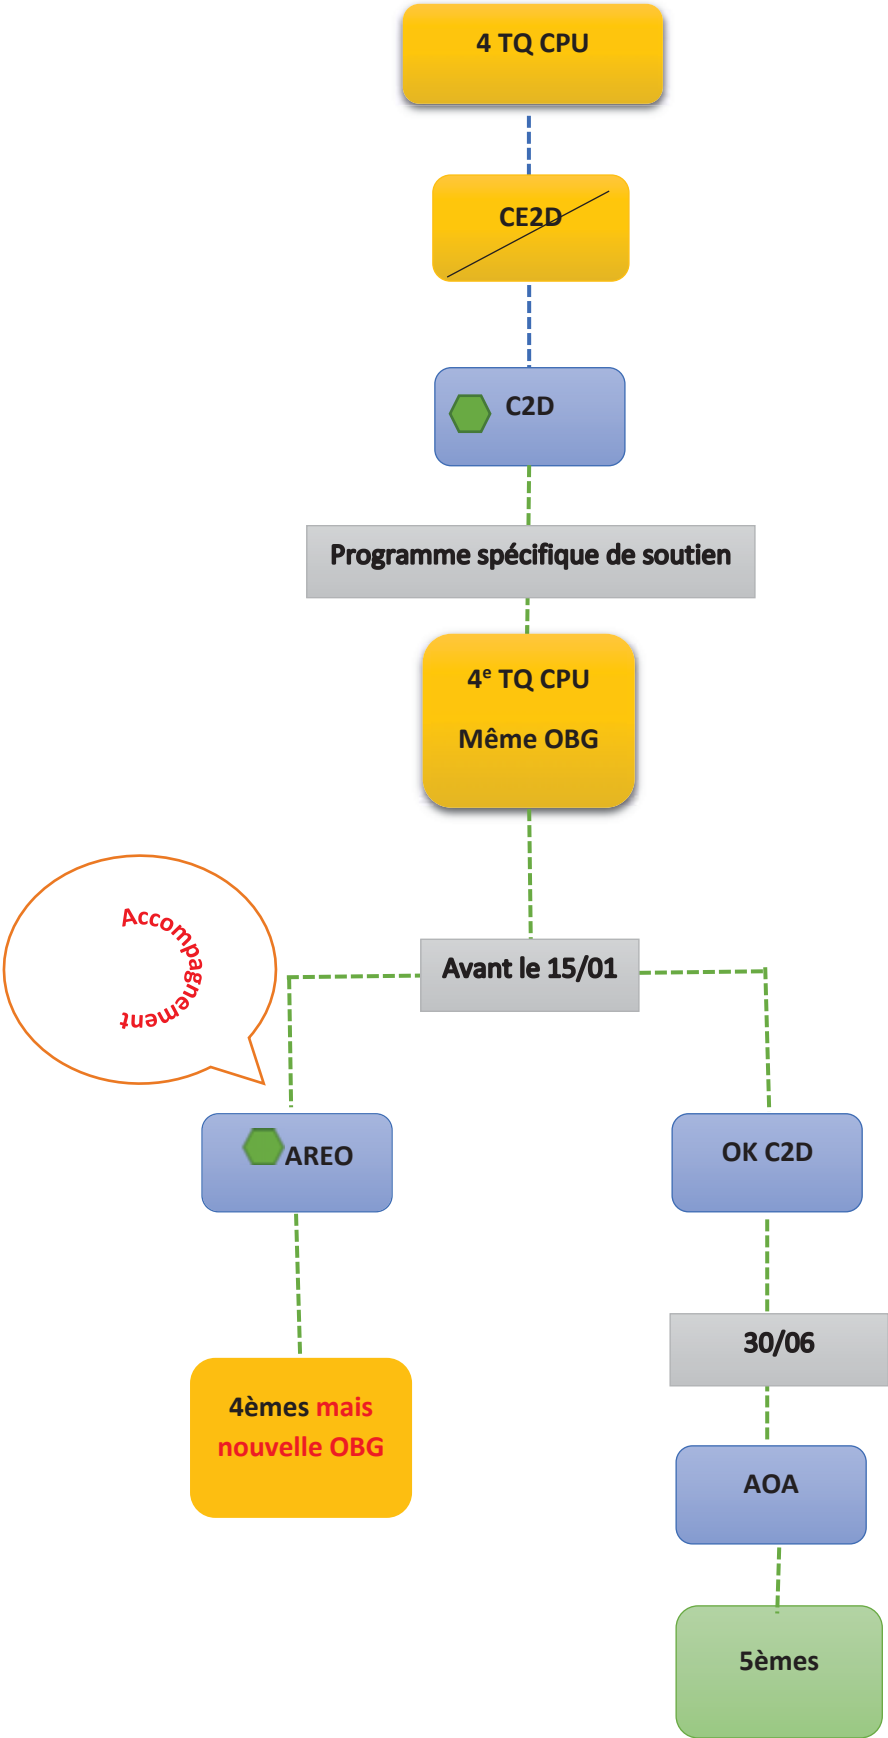 4 TQ CPU
CE2D
C2D
Programme spécifique de soutien
4e TQ CPU
Même OBG
Accompagnement
Avant le 15/01
AREO
OK C2D
30/06
4èmes mais
nouvelle OBG
AOA
5èmes